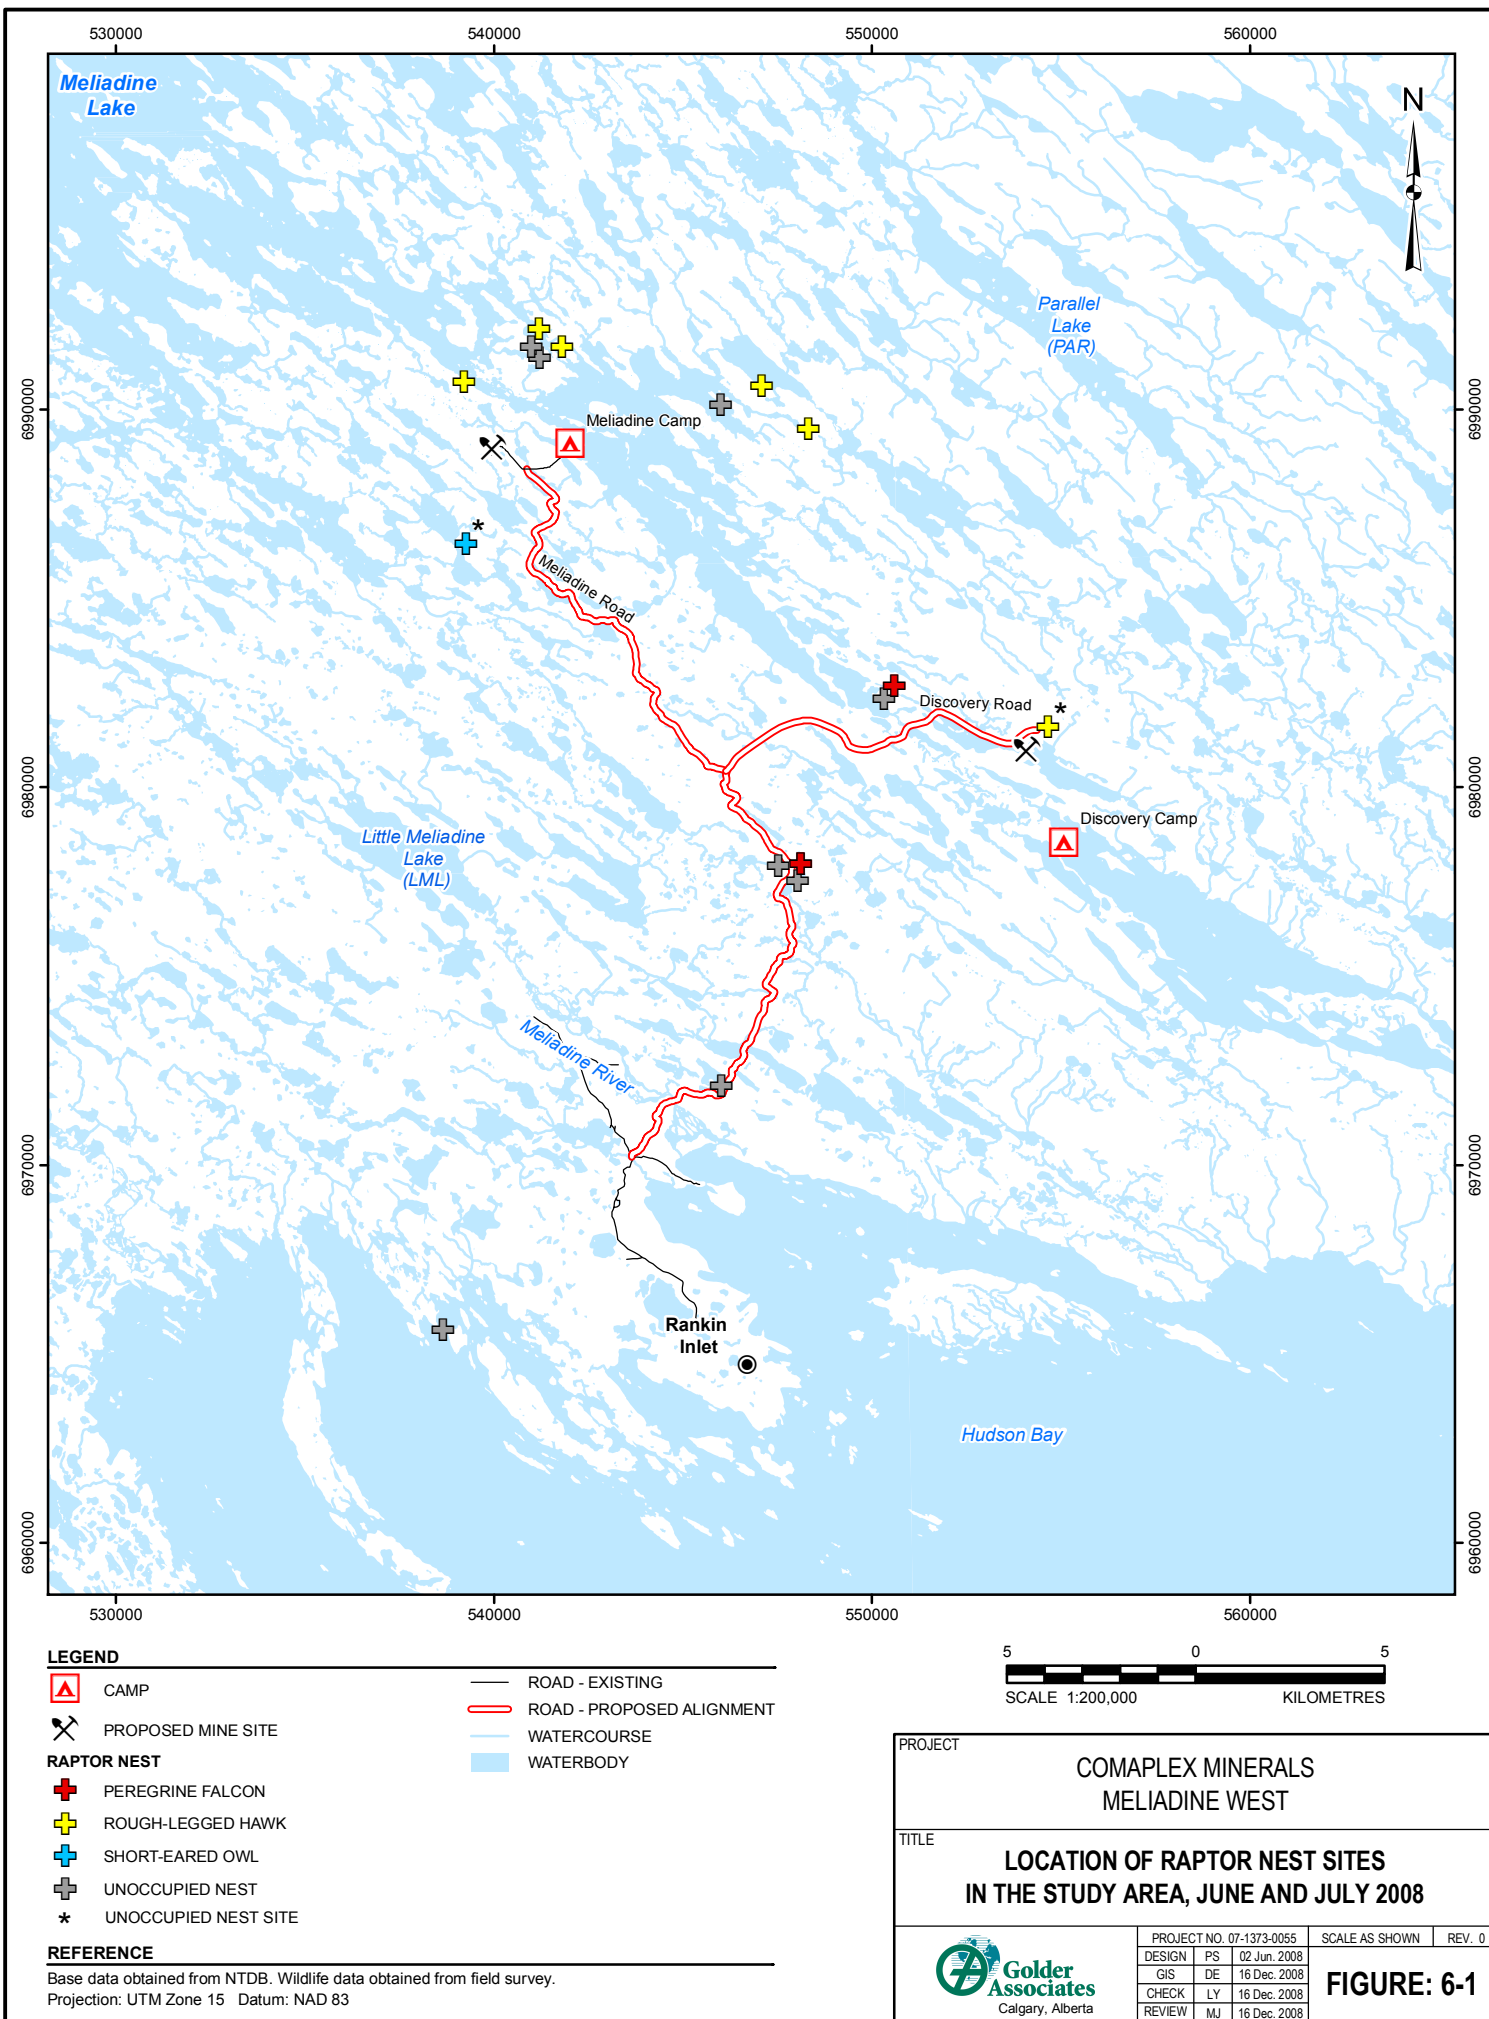 530000
540000
550000
560000
Meliadine
Lake
N
Parallel
Lake
(PAR)
6990000
6990000
Meliadine Camp
*
Meliadine Road
Discovery Road
*
6980000
6980000
Discovery Camp
Little Meliadine
Lake
(LML)
Meliadine River
6970000
6970000
Rankin
Inlet
Hudson Bay
6960000
6960000
530000
540000
550000
560000
LEGEND
CAMP
PROPOSED MINE SITE
RAPTOR NEST
PEREGRINE FALCON
ROUGH-LEGGED HAWK
SHORT-EARED OWL
UNOCCUPIED NEST
* UNOCCUPIED NEST SITE
ROAD - EXISTING
ROAD - PROPOSED ALIGNMENT
WATERCOURSE
WATERBODY
REFERENCE
Base data obtained from NTDB. Wildlife data obtained from field survey.
Projection: UTM Zone 15 Datum: NAD 83
5 0 5
SCALE 1:200,000 KILOMETRES
PROJECT
COMAPLEX MINERALS
MELIADINE WEST
TITLE
LOCATION OF RAPTOR NEST SITES
IN THE STUDY AREA, JUNE AND JULY 2008
Golder
Associates
Calgary, Alberta
PROJECT NO. 07-1373-0055 SCALE AS SHOWN REV. 0
DESIGN PS 02 Jun. 2008
GIS DE 16 Dec. 2008
CHECK LY 16 Dec. 2008
REVIEW MJ 16 Dec. 2008
FIGURE: 6-1